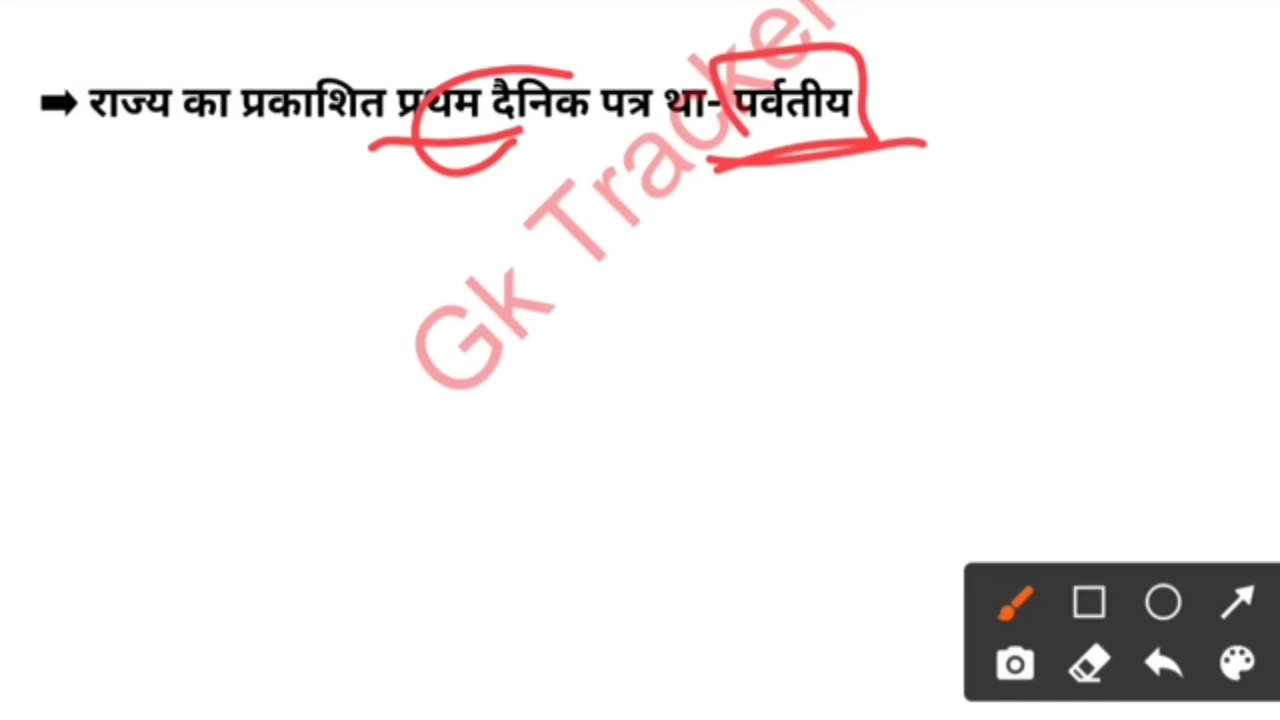 ➡ राज्य का प्रकाशित प्रथम दैनिक पत्र था- पर्वतीय
Gk Tracker